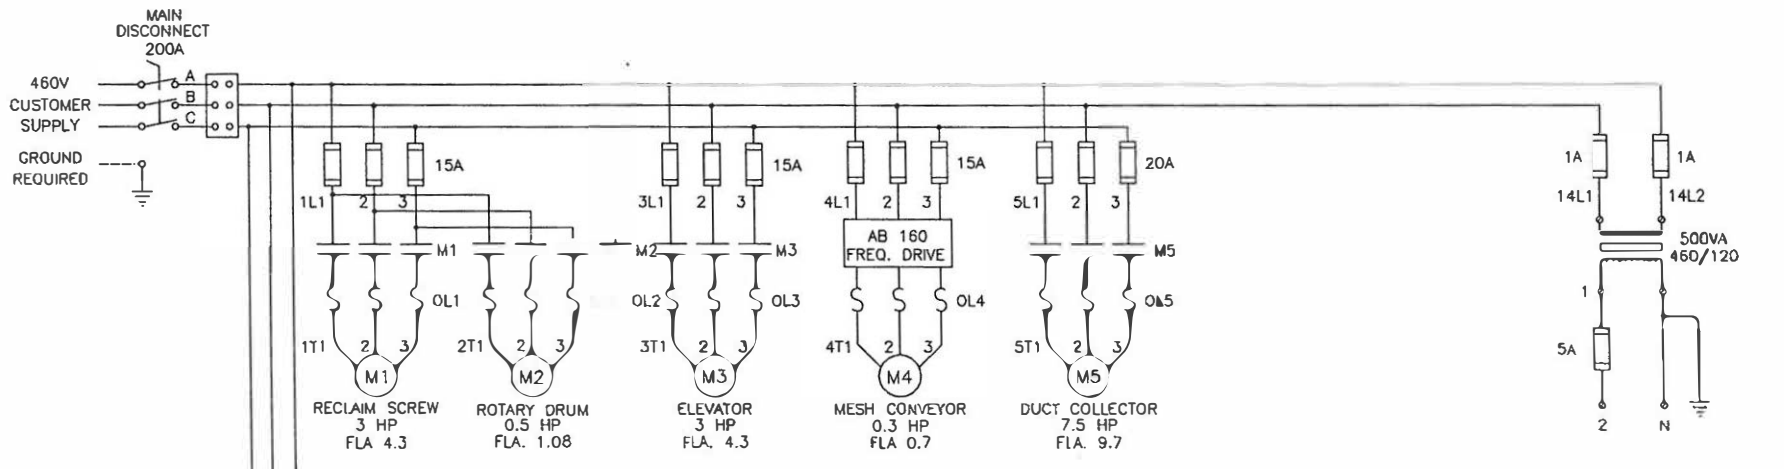 MAIN
DISCONNECT
200A
460V
CUSTOMER
SUPPLY
A
B
C
GROUND
REQUIRED
15A
15A
15A
20A
1A
1A
1L1 2 3
3L1 2 3
4L1 2 3
5L1 2 3
14L1
14L2
M1
M2
M3
AB 160
FREQ. DRIVE
M5
500VA
460/120
OL1
OL2
OL3
OL4
OL5
1
1T1 2 3
2T1 2 3
3T1 2 3
4T1 2 3
5T1 2 3
5A
M1
M2
M3
M4
M5
RECLAIM SCREW
3 HP
FLA 4.3
ROTARY DRUM
0.5 HP
FLA. 1.08
ELEVATOR
3 HP
FLA. 4.3
MESH CONVEYOR
0.3 HP
FLA 0.7
DUCT COLLECTOR
7.5 HP
FLA. 9.7
2
N